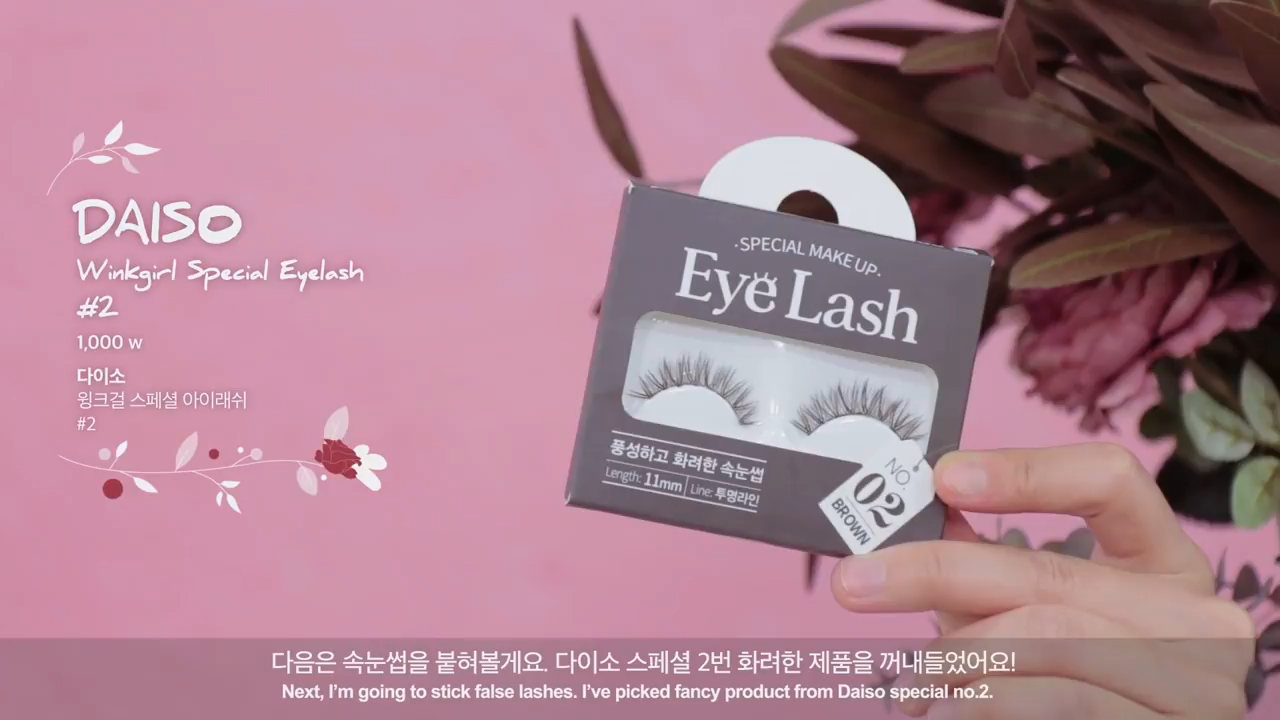 DAISO
Winkgirl Special Eyelash
#2
1,000 w
다이소
윙크걸 스페셜 아이래쉬
#2
·SPECIAL MAKE UP·
Eye Lash
풍성하고 화려한 속눈썹
Length: 11mm | Line: 투명라인
NO.
02
BROWN
다음은 속눈썹을 붙혀볼게요. 다이소 스페셜 2번 화려한 제품을 꺼내들었어요!
Next, I'm going to stick false lashes. I've picked fancy product from Daiso special no.2.